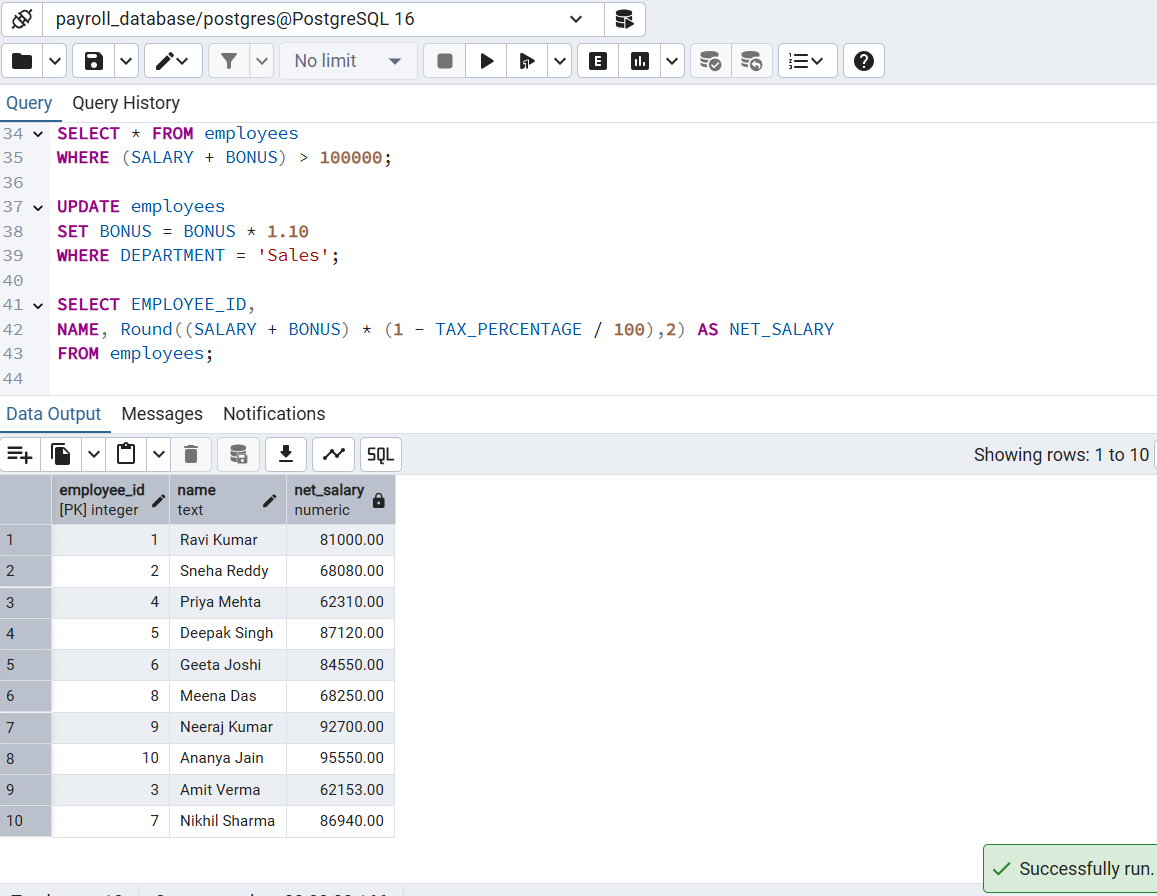 payroll_database/postgres@PostgreSQL 16
No limit
E
Query Query History
34 SELECT * FROM employees
35 WHERE (SALARY + BONUS) > 100000;
36
37 UPDATE employees
38 SET BONUS = BONUS * 1.10
39 WHERE DEPARTMENT = 'Sales';
40
41 SELECT EMPLOYEE_ID,
42 NAME, Round((SALARY + BONUS) * (1 - TAX_PERCENTAGE / 100),2) AS NET_SALARY
43 FROM employees;
44
Data Output Messages Notifications
SQL Showing rows: 1 to 10
employee_id name net_salary
[PK] integer text numeric
1 1 Ravi Kumar 81000.00
2 2 Sneha Reddy 68080.00
3 4 Priya Mehta 62310.00
4 5 Deepak Singh 87120.00
5 6 Geeta Joshi 84550.00
6 8 Meena Das 68250.00
7 9 Neeraj Kumar 92700.00
8 10 Ananya Jain 95550.00
9 3 Amit Verma 62153.00
10 7 Nikhil Sharma 86940.00
Successfully run.